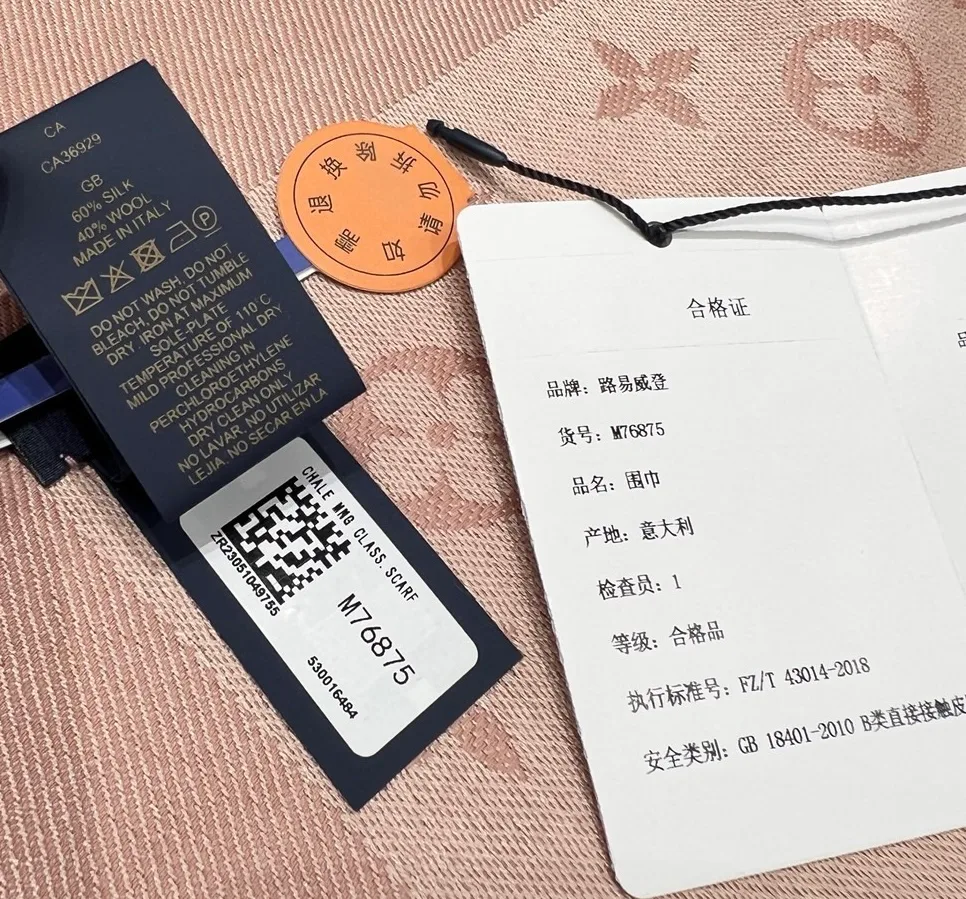 CA
CA36929
GB
60% SILK
40% WOOL
MADE IN ITALY
DO NOT WASH, DO NOT
BLEACH, DO NOT TUMBLE
DRY, IRON AT MAXIMUM
SOLE-PLATE
TEMPERATURE OF 110°C
MILD PROFESSIONAL DRY
CLEANING IN
PERCHLOROETHYLENE
HYDROCARBONS
DRY CLEAN ONLY
NO LAVAR, NO UTILIZAR
LEJIA, NO SECAR EN LA
CHALE MNG CLASS. SCARF
ZR23051049755
M76875
530016484
如需退换请勿拆
合格证
品牌：路易威登
货号：M76875
品名：围巾
产地：意大利
检查员：1
等级：合格品
执行标准号：FZ/T 43014-2018
安全类别：GB 18401-2010 B类直接接触皮